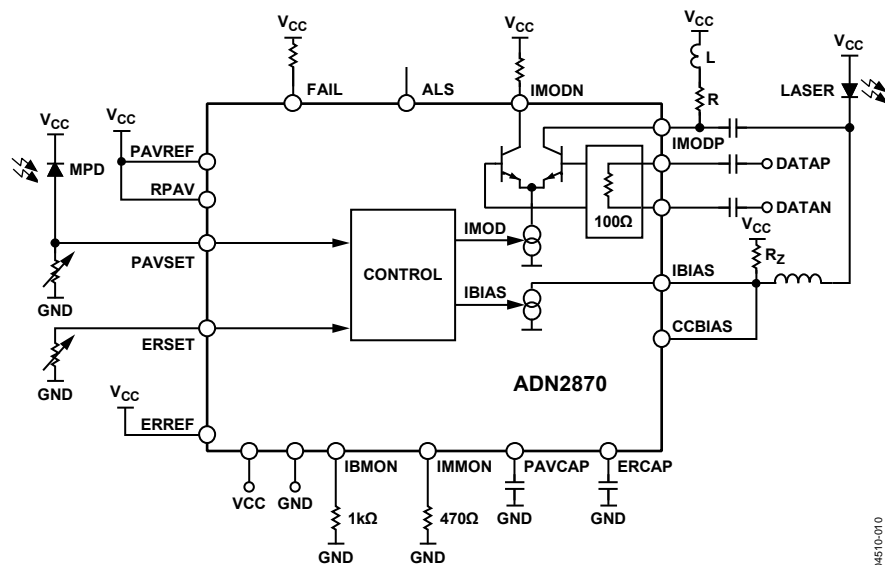 VCC
FAIL
ALS
VCC
IMODN
VCC
L
R
VCC
LASER
IMODP
VCC
MPD
VCC
PAVREF
RPAV
DATAP
100Ω
DATAN
PAVSET
GND
CONTROL
IMOD
IBIAS
VCC
RZ
IBIAS
CCBIAS
ERSET
GND
ADN2870
VCC
ERREF
VCC
GND
IBMON
1kΩ
GND
IMMON
470Ω
GND
PAVCAP
GND
ERCAP
GND
04510-010